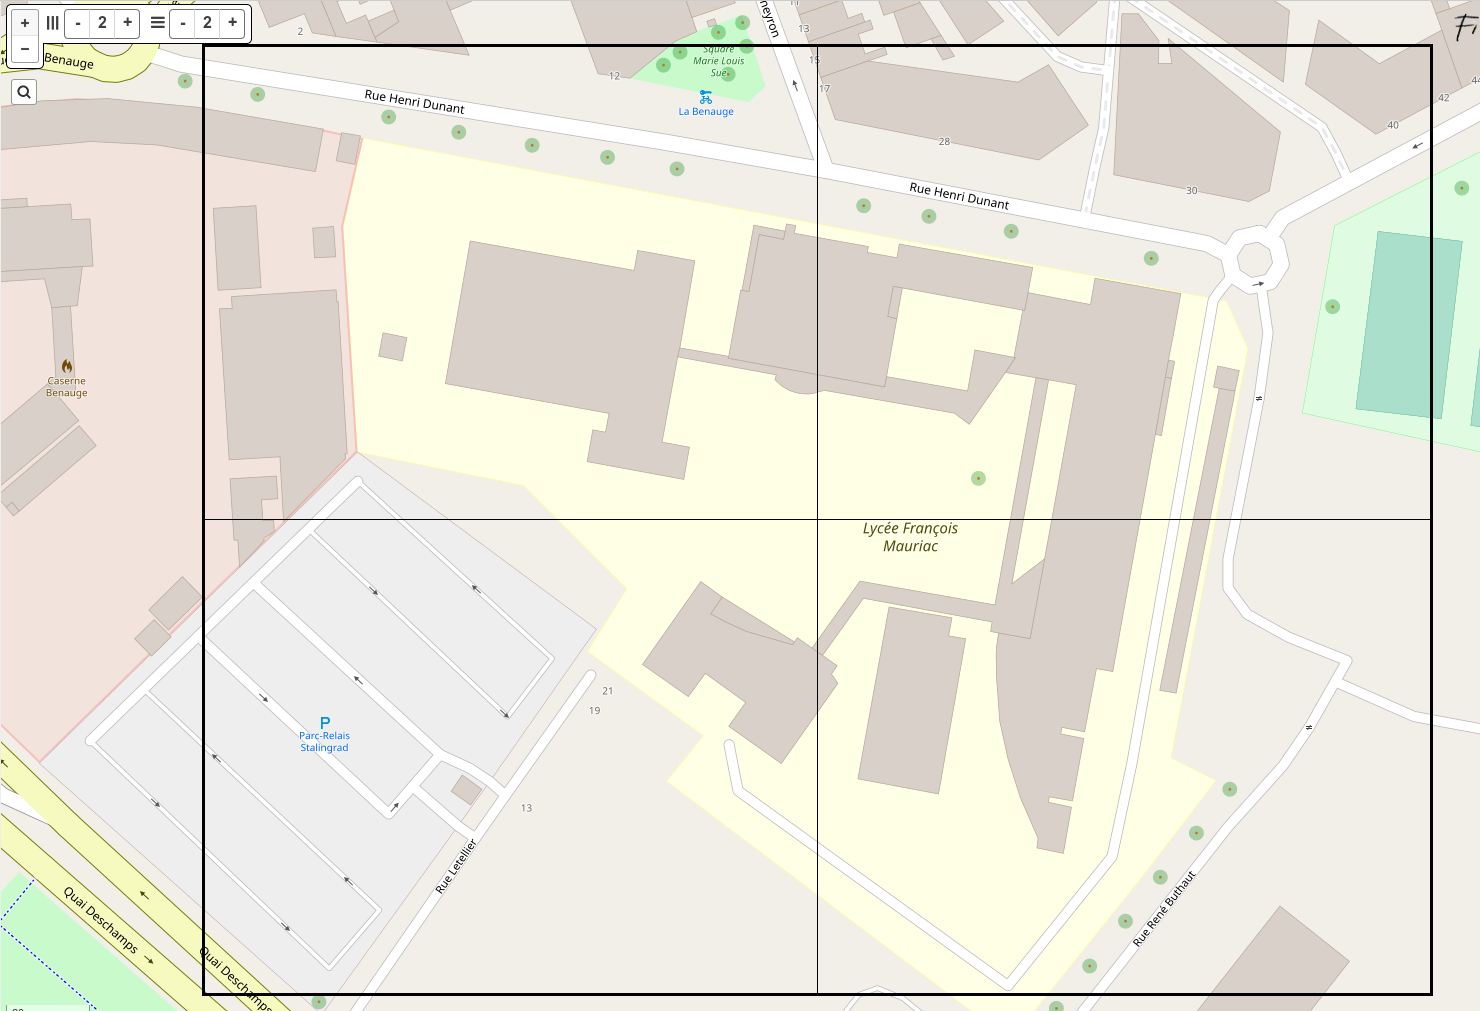 - 2 +
- 2 +
+
−
Benauge
2
neyron
13
15
17
12
Square
Marie Louis
Sue
La Benauge
Rue Henri Dunant
28
30
40
42
Rue Henri Dunant
Caserne
Benauge
Lycée François
Mauriac
P
Parc-Relais
Stalingrad
21
19
13
Rue Letellier
Quai Deschamps
Quai Deschamps
Rue René Buthaut